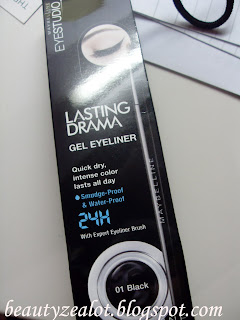 MAYBELLINE
EYESTUDIO
LASTING
DRAMA
GEL EYELINER
Quick dry,
intense color
lasts all day
Smudge-Proof
& Water-Proof
24H
With Expert Eyeliner Brush
MAYBELLINE
01 Black
beautyzealot.blogspot.com